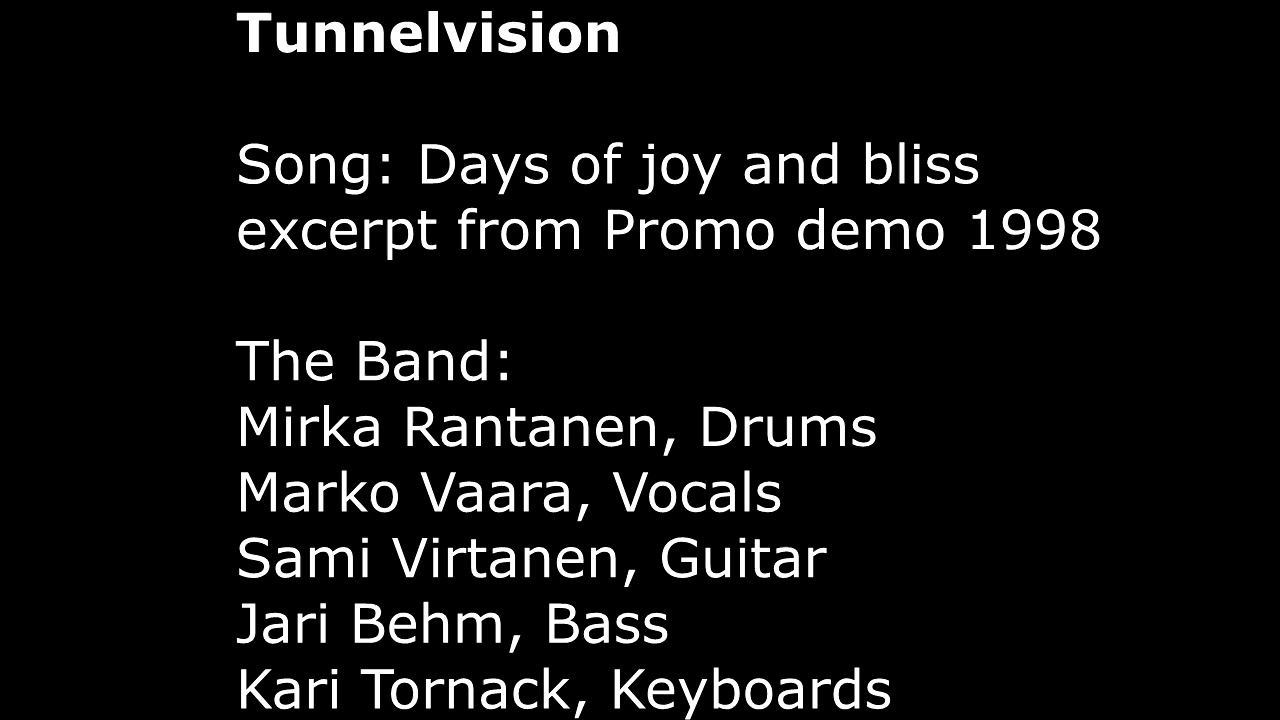 Tunnelvision
Song: Days of joy and bliss
excerpt from Promo demo 1998
The Band:
Mirka Rantanen, Drums
Marko Vaara, Vocals
Sami Virtanen, Guitar
Jari Behm, Bass
Kari Tornack, Keyboards